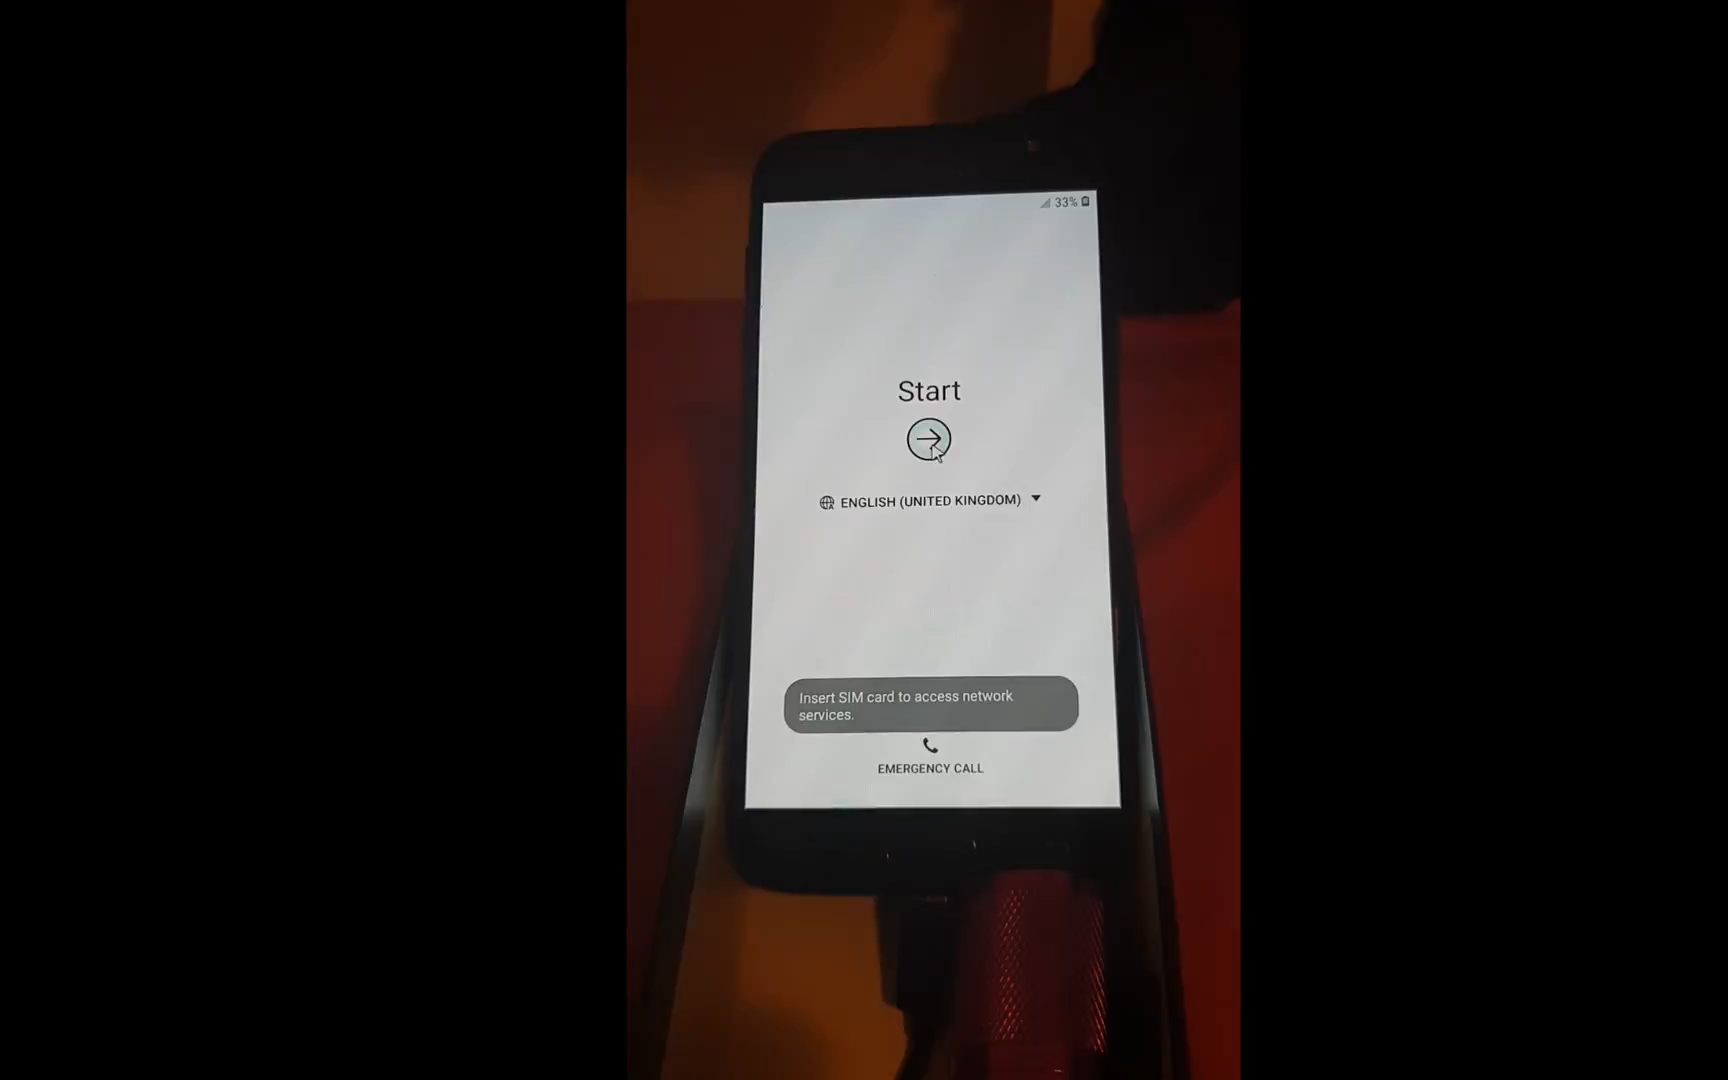 33%
Start
ENGLISH (UNITED KINGDOM)
Insert SIM card to access network
services.
EMERGENCY CALL